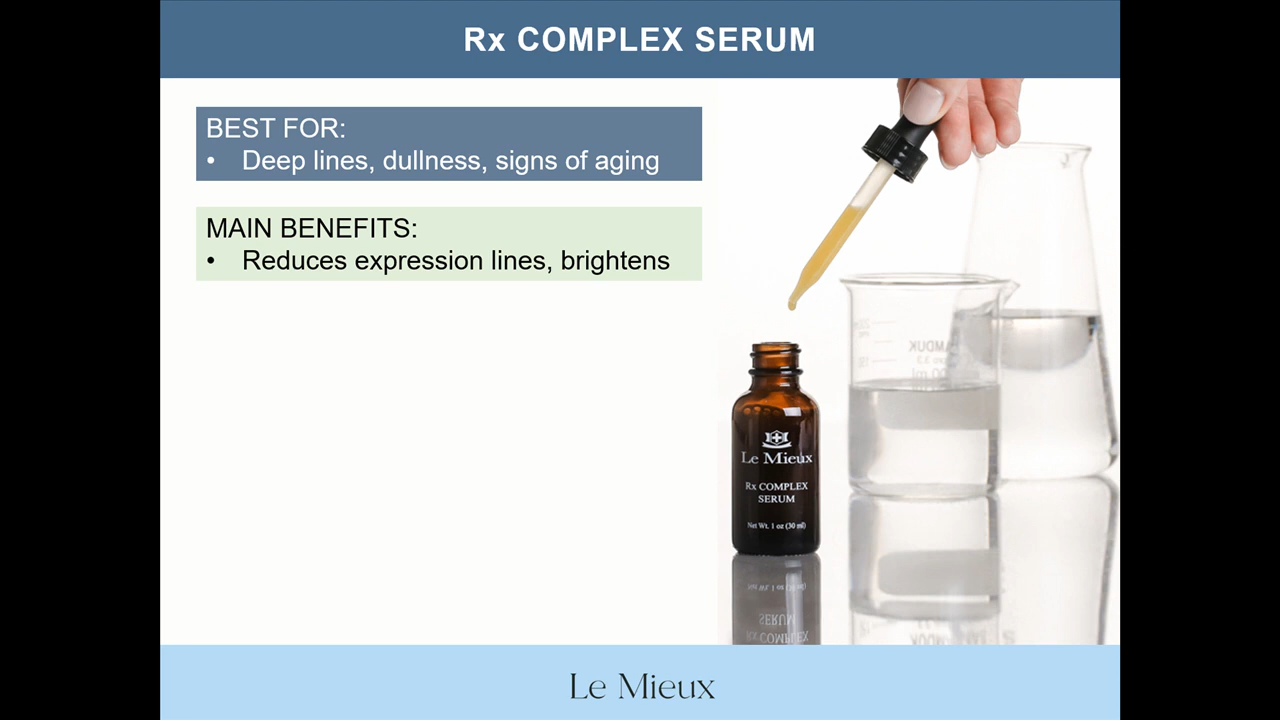 Rx COMPLEX SERUM
BEST FOR:
• Deep lines, dullness, signs of aging
MAIN BENEFITS:
• Reduces expression lines, brightens
Le Mieux
Rx COMPLEX
SERUM
Net Wt. 1 oz (30 ml)
Le Mieux